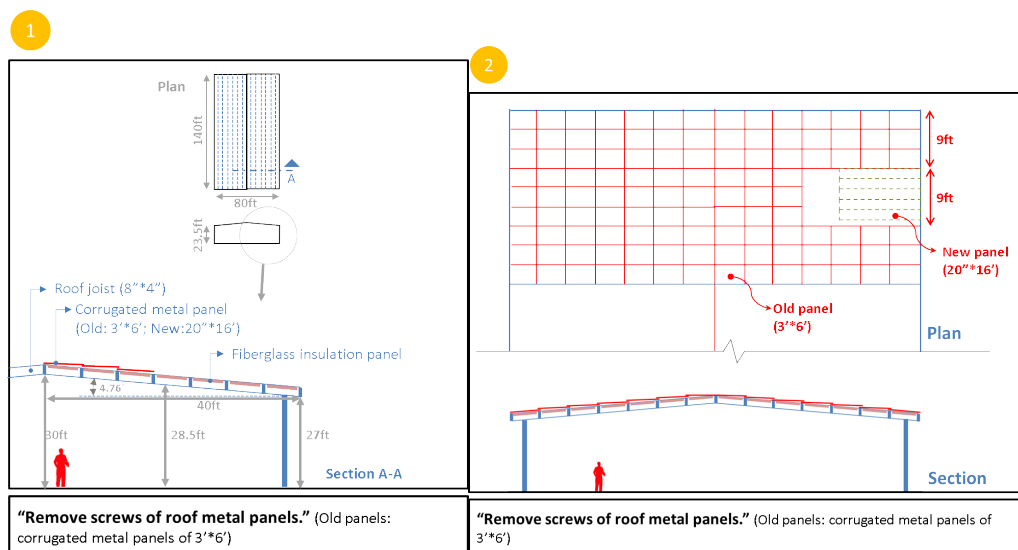 1
Plan
140ft
A
80ft
23.5ft
Roof joist (8”*4”)
Corrugated metal panel
(Old: 3’*6’; New:20”*16’)
Fiberglass insulation panel
4.76
40ft
30ft
28.5ft
27ft
Section A-A
“Remove screws of roof metal panels.” (Old panels:
corrugated metal panels of 3’*6’)
2
9ft
9ft
New panel
(20”*16’)
Old panel
(3’*6’)
Plan
Section
“Remove screws of roof metal panels.” (Old panels: corrugated metal panels of
3’*6’)